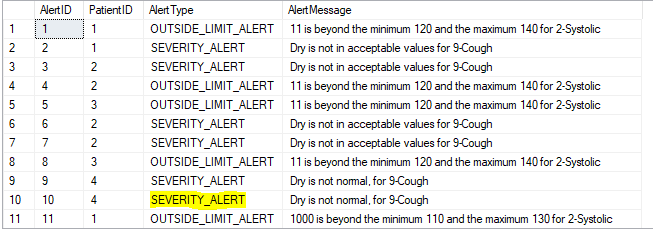 AlertID PatientID AlertType AlertMessage
1 1 1 OUTSIDE_LIMIT_ALERT 11 is beyond the minimum 120 and the maximum 140 for 2-Systolic
2 2 1 SEVERITY_ALERT Dry is not in acceptable values for 9-Cough
3 3 2 SEVERITY_ALERT Dry is not in acceptable values for 9-Cough
4 4 2 OUTSIDE_LIMIT_ALERT 11 is beyond the minimum 120 and the maximum 140 for 2-Systolic
5 5 3 OUTSIDE_LIMIT_ALERT 11 is beyond the minimum 120 and the maximum 140 for 2-Systolic
6 6 2 SEVERITY_ALERT Dry is not in acceptable values for 9-Cough
7 7 2 SEVERITY_ALERT Dry is not in acceptable values for 9-Cough
8 8 3 OUTSIDE_LIMIT_ALERT 11 is beyond the minimum 120 and the maximum 140 for 2-Systolic
9 9 4 SEVERITY_ALERT Dry is not normal, for 9-Cough
10 10 4 SEVERITY_ALERT Dry is not normal, for 9-Cough
11 11 1 OUTSIDE_LIMIT_ALERT 1000 is beyond the minimum 110 and the maximum 130 for 2-Systolic